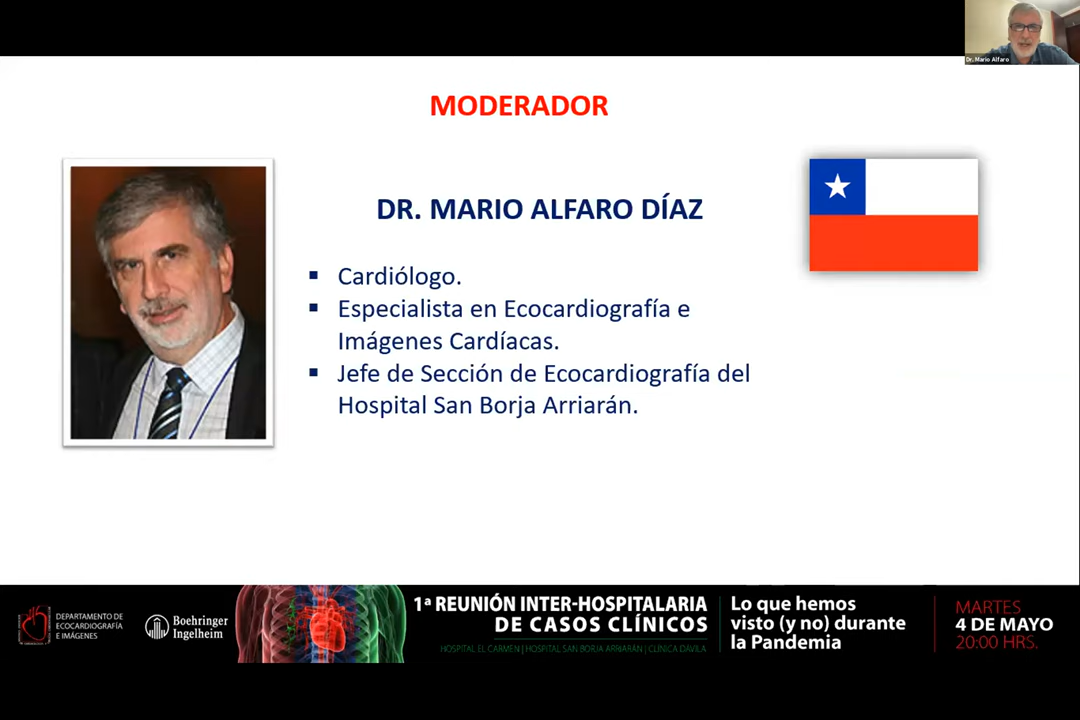 Dr. Mario Alfaro
MODERADOR
DR. MARIO ALFARO DÍAZ
▪ Cardiólogo.
▪ Especialista en Ecocardiografía e
Imágenes Cardíacas.
▪ Jefe de Sección de Ecocardiografía del
Hospital San Borja Arriarán.
DEPARTAMENTO DE
ECOCARDIOGRAFÍA
E IMÁGENES
Boehringer
Ingelheim
1ª REUNIÓN INTER-HOSPITALARIA
DE CASOS CLÍNICOS
HOSPITAL EL CARMEN | HOSPITAL SAN BORJA ARRIARÁN | CLÍNICA DÁVILA
Lo que hemos
visto (y no) durante
la Pandemia
MARTES
4 DE MAYO
20:00 HRS.